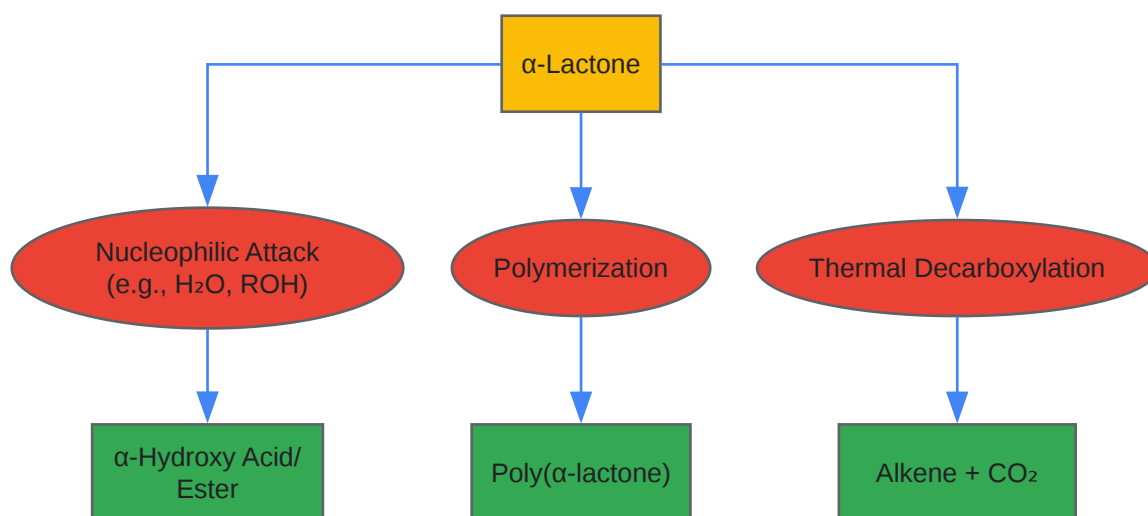 α-Lactone
Nucleophilic Attack
(e.g., H₂O, ROH)
Polymerization
Thermal Decarboxylation
α-Hydroxy Acid/
Ester
Poly(α-lactone)
Alkene + CO₂